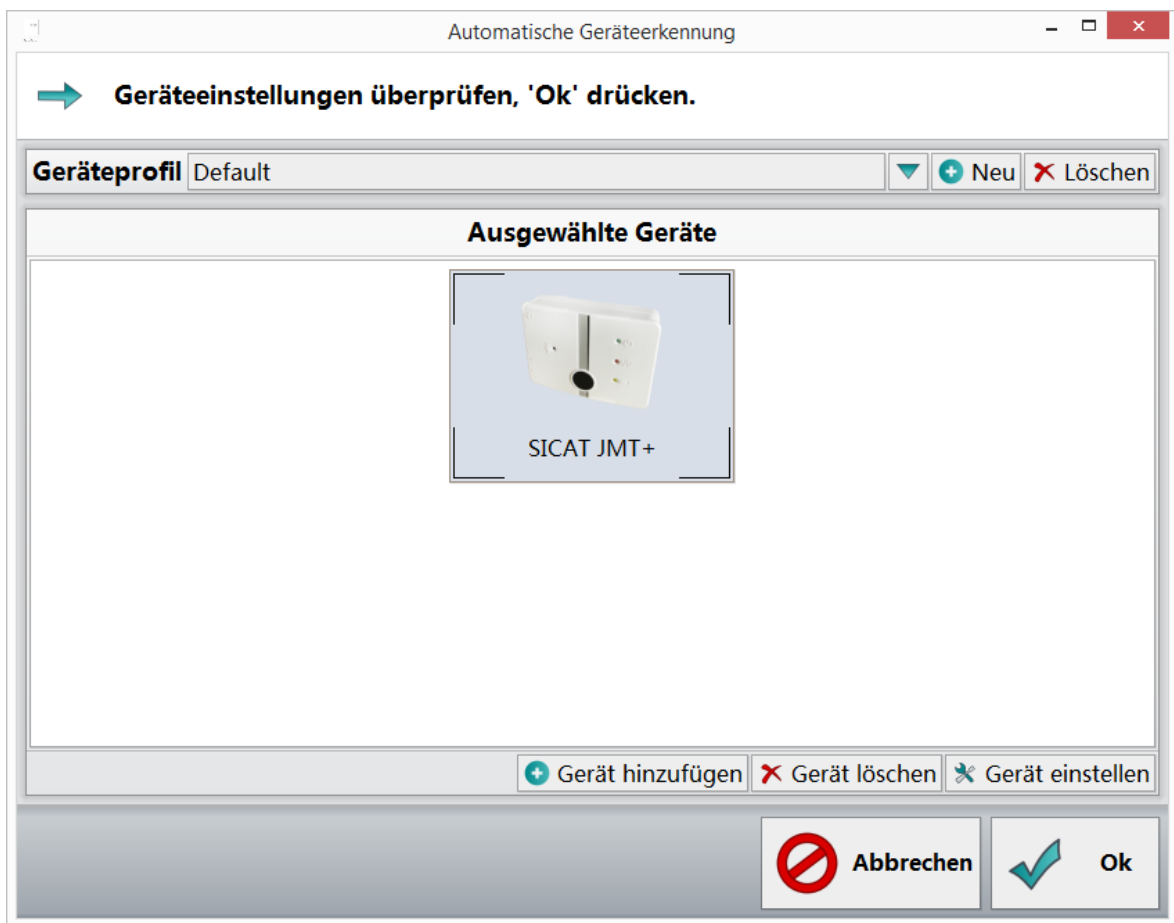 Automatische Geräteerkennung
Geräteeinstellungen überprüfen, 'Ok' drücken.
Geräteprofil Default Neu Löschen
Ausgewählte Geräte
SICAT JMT+
Gerät hinzufügen Gerät löschen Gerät einstellen
Abbrechen Ok